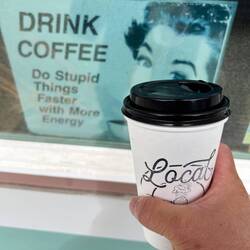 DRINK
COFFEE
Do Stupid
Things
Faster
with More
Energy
Local